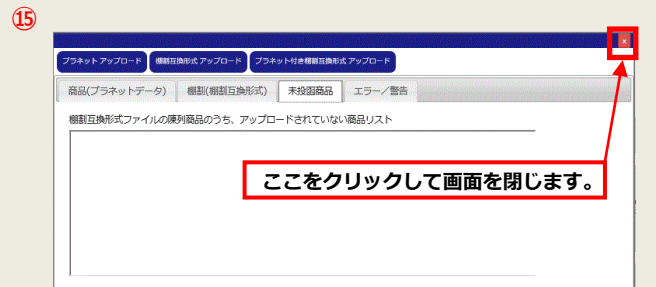 ⑮
×
プラネット アップロード 棚割互換形式 アップロード プラネット付き棚割互換形式 アップロード
商品(プラネットデータ) 棚割(棚割互換形式) 未投函商品 エラー/警告
棚割互換形式ファイルの陳列商品のうち、アップロードされていない商品リスト
ここをクリックして画面を閉じます。